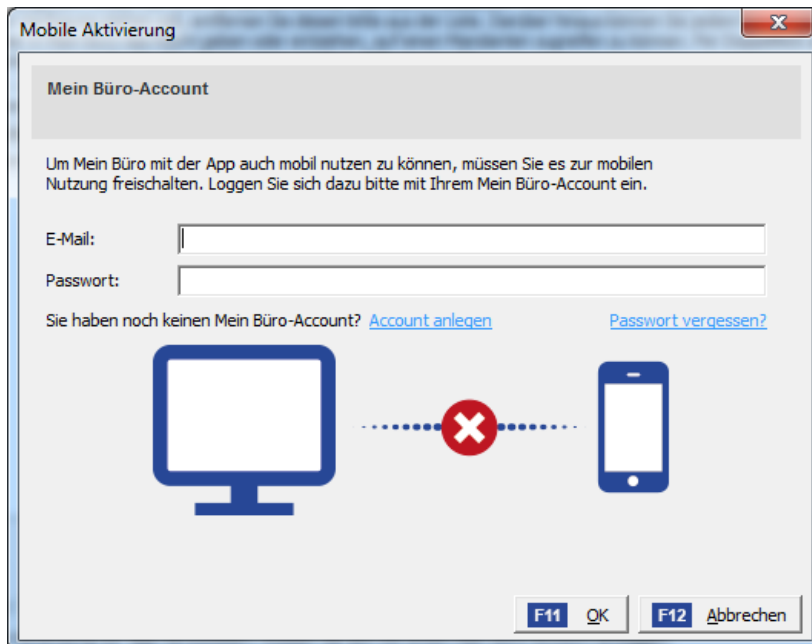 Mobile Aktivierung
Mein Büro-Account
Um Mein Büro mit der App auch mobil nutzen zu können, müssen Sie es zur mobilen
Nutzung freischalten. Loggen Sie sich dazu bitte mit Ihrem Mein Büro-Account ein.
E-Mail:
Passwort:
Sie haben noch keinen Mein Büro-Account? Account anlegen Passwort vergessen?
F11 OK F12 Abbrechen